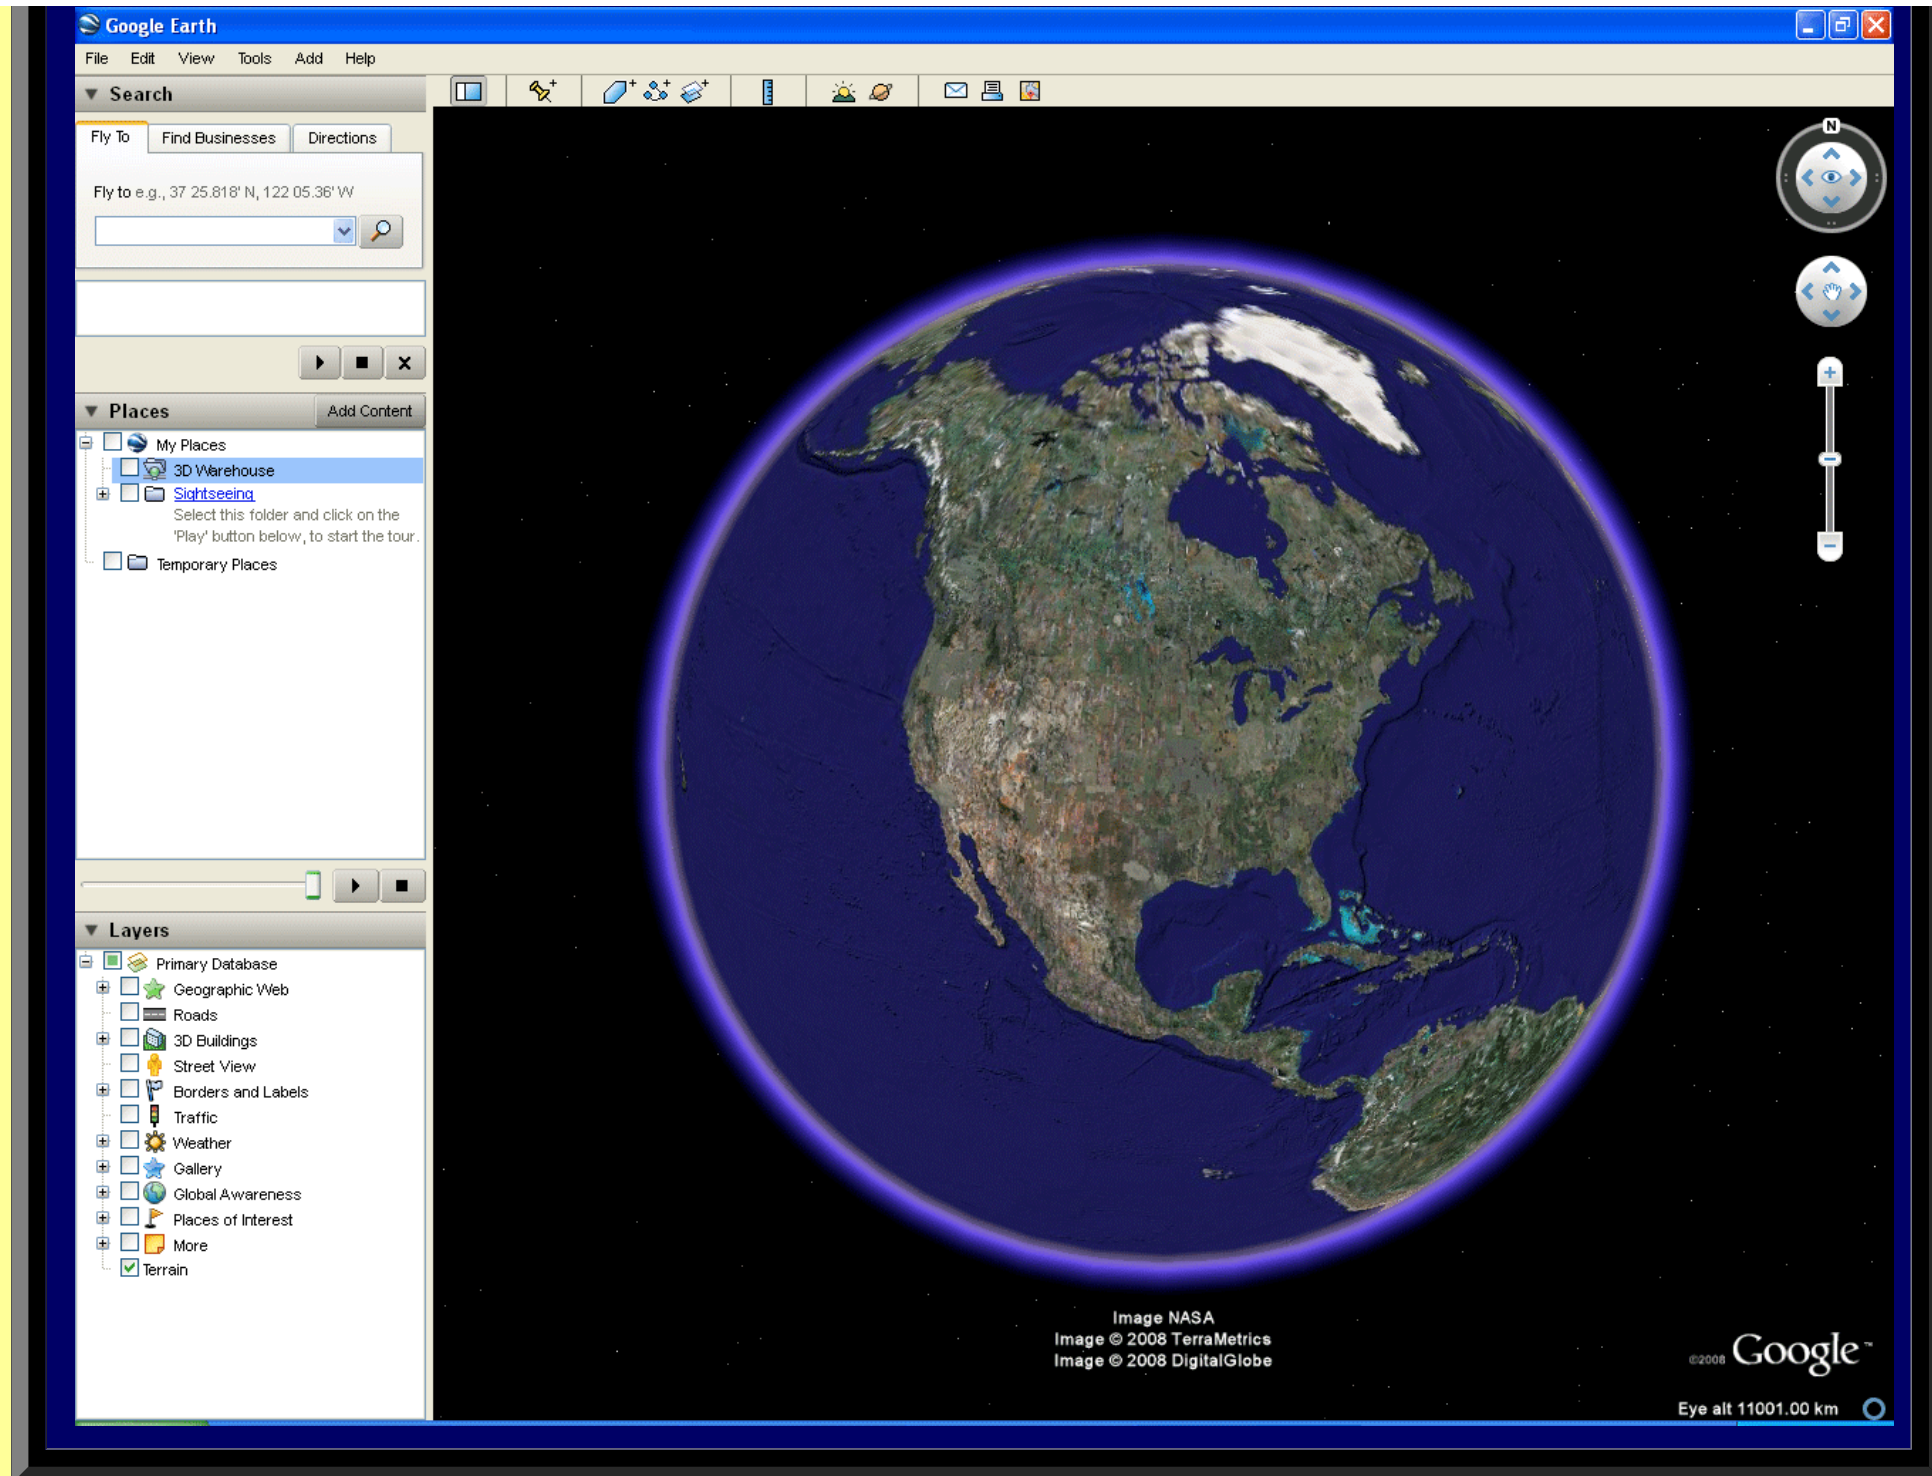 Google Earth
File Edit View Tools Add Help
Search
Fly To Find Businesses Directions
Fly to e.g., 37 25.818' N, 122 05.36' W
Places Add Content
My Places
3D Warehouse
Sightseeing
Select this folder and click on the
'Play' button below, to start the tour.
Temporary Places
Layers
Primary Database
Geographic Web
Roads
3D Buildings
Street View
Borders and Labels
Traffic
Weather
Gallery
Global Awareness
Places of Interest
More
Terrain
N
Image NASA
Image © 2008 TerraMetrics
Image © 2008 DigitalGlobe
©2008 Google™
Eye alt 11001.00 km